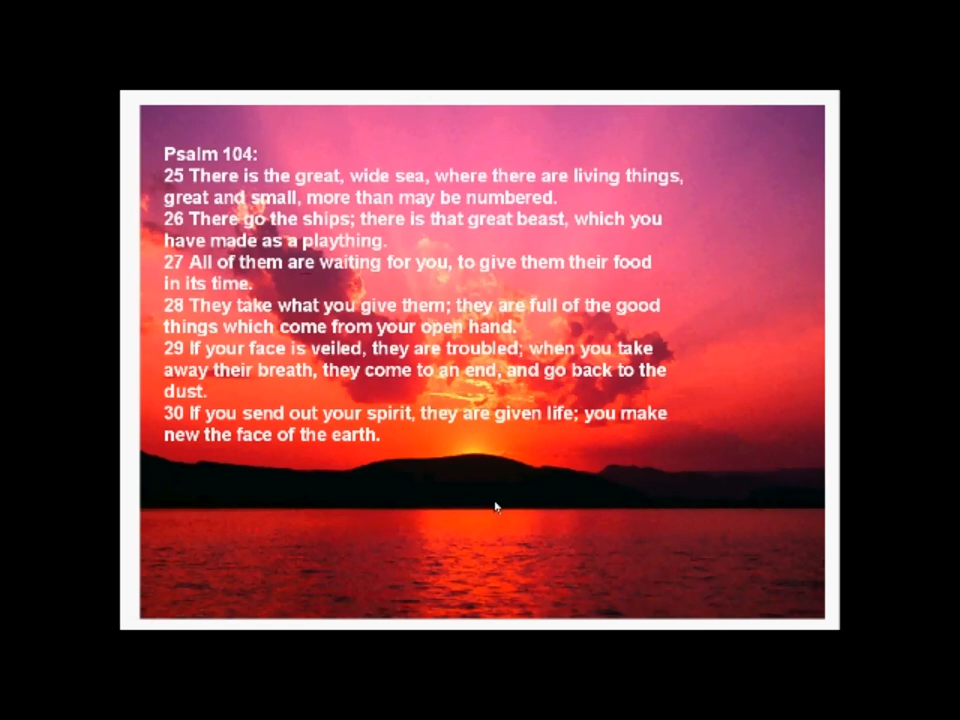 Psalm 104:
25 There is the great, wide sea, where there are living things,
great and small, more than may be numbered.
26 There go the ships; there is that great beast, which you
have made as a plaything.
27 All of them are waiting for you, to give them their food
in its time.
28 They take what you give them; they are full of the good
things which come from your open hand.
29 If your face is veiled, they are troubled; when you take
away their breath, they come to an end, and go back to the
dust.
30 If you send out your spirit, they are given life; you make
new the face of the earth.